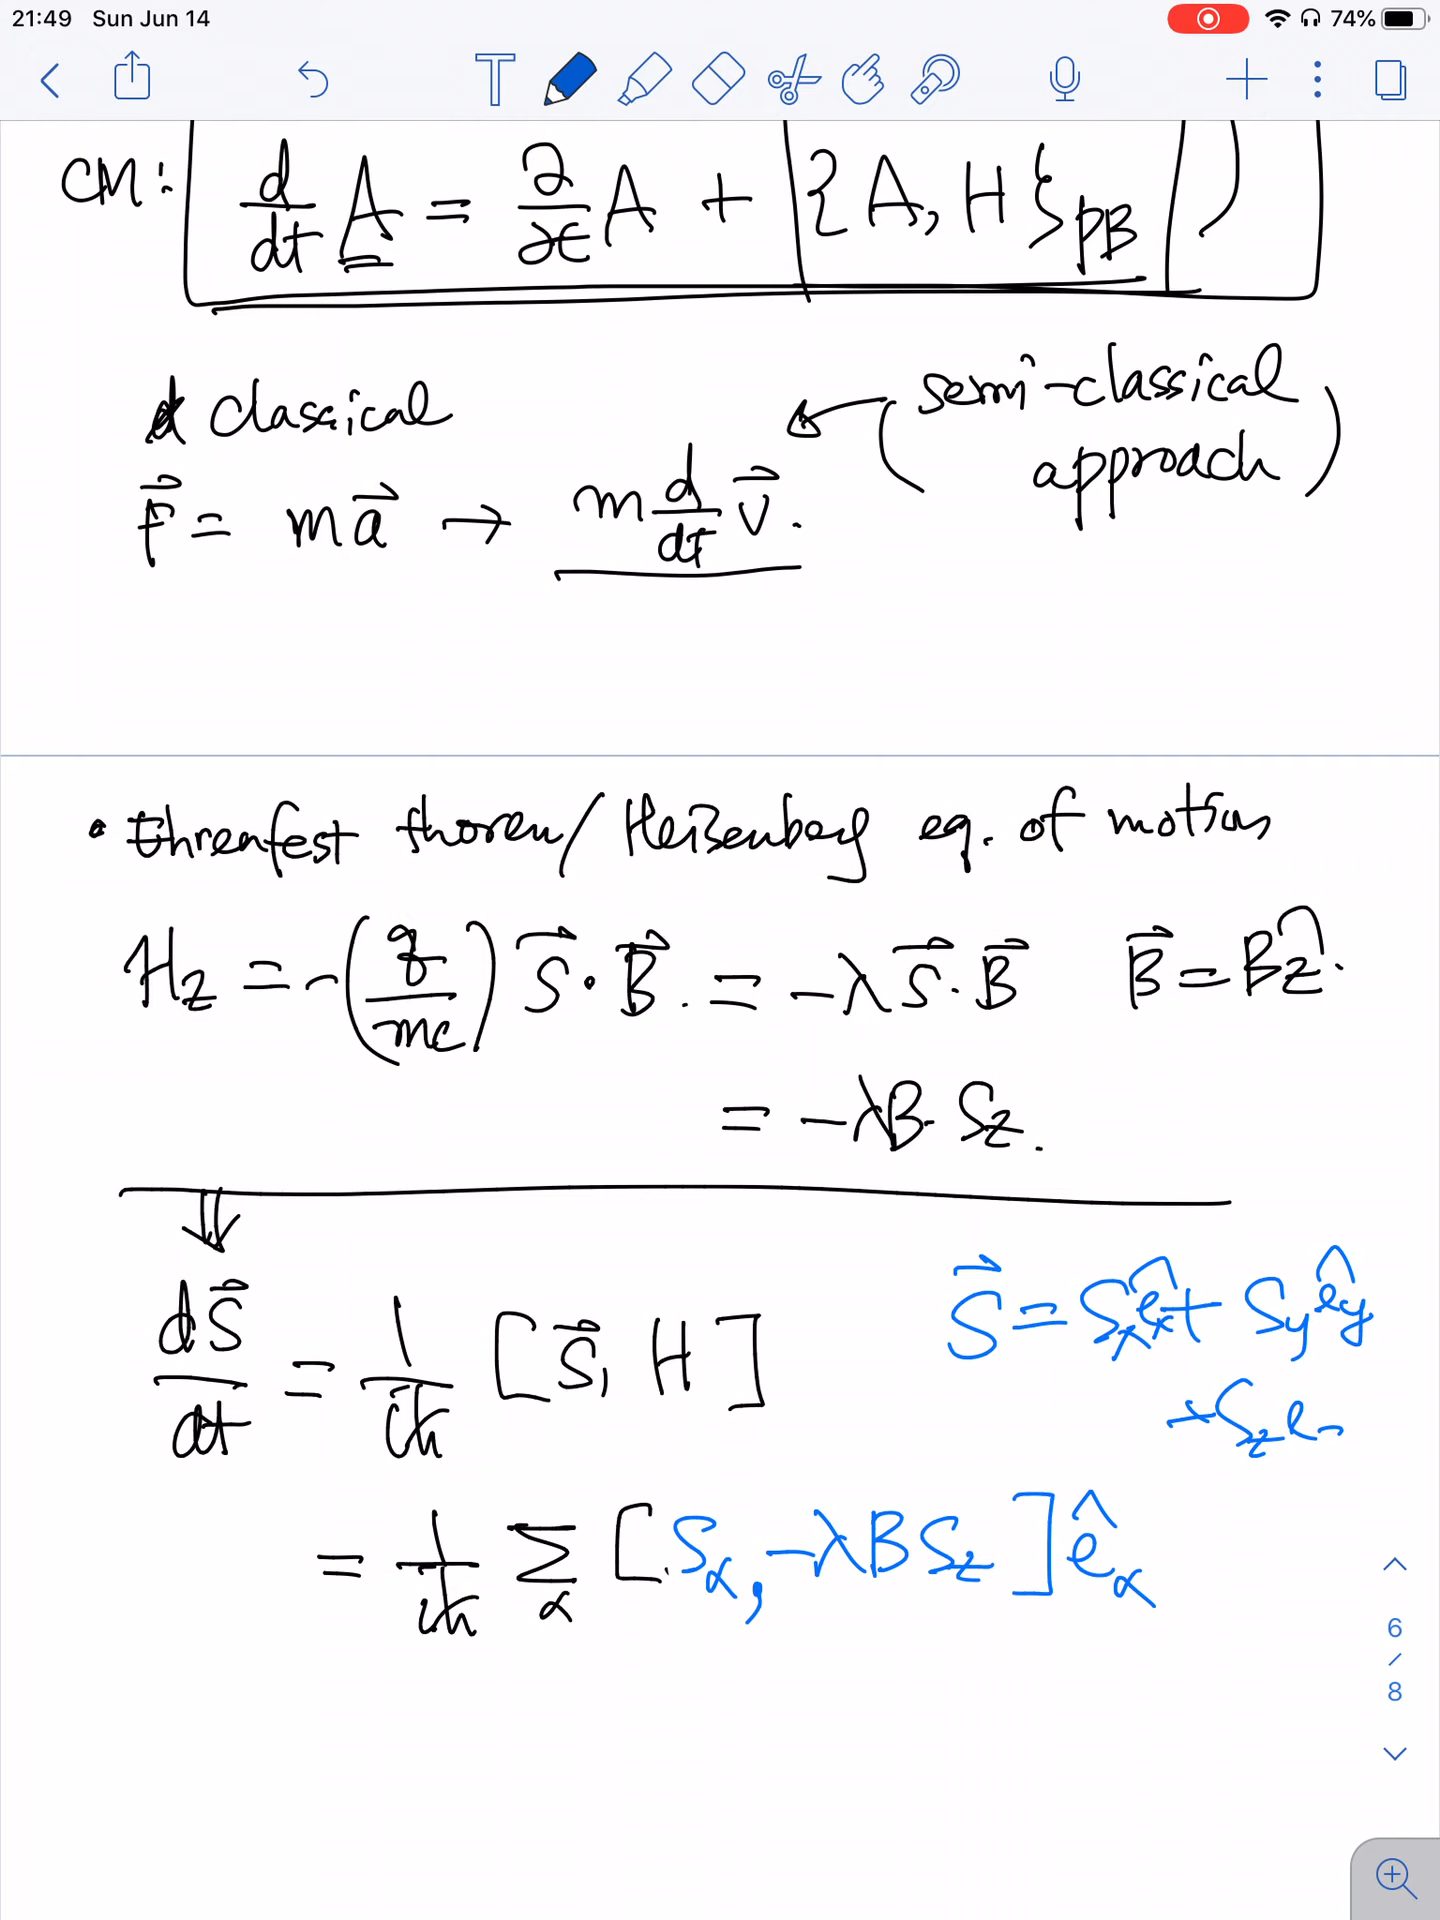 21:49 Sun Jun 14 74%
T
CM: d/dt A = ∂/∂t A + {A, H}PB )
classical
(semi-classical approach)
F⃗ = ma⃗ → m d/dt v⃗.
• Ehrenfest thoren/ Heisenberg eq. of motion
Hz = -(q/mc) S⃗ · B⃗. = -λ S⃗ · B⃗ B⃗ = Bẑ.
= -λB Sz.
⇓
dS⃗/dt = 1/iħ [S⃗, H] S⃗ = Sx êx + Sy êy
+ Sz e
= 1/iħ Σα [Sα, -λB Sz] êα
6
/
8